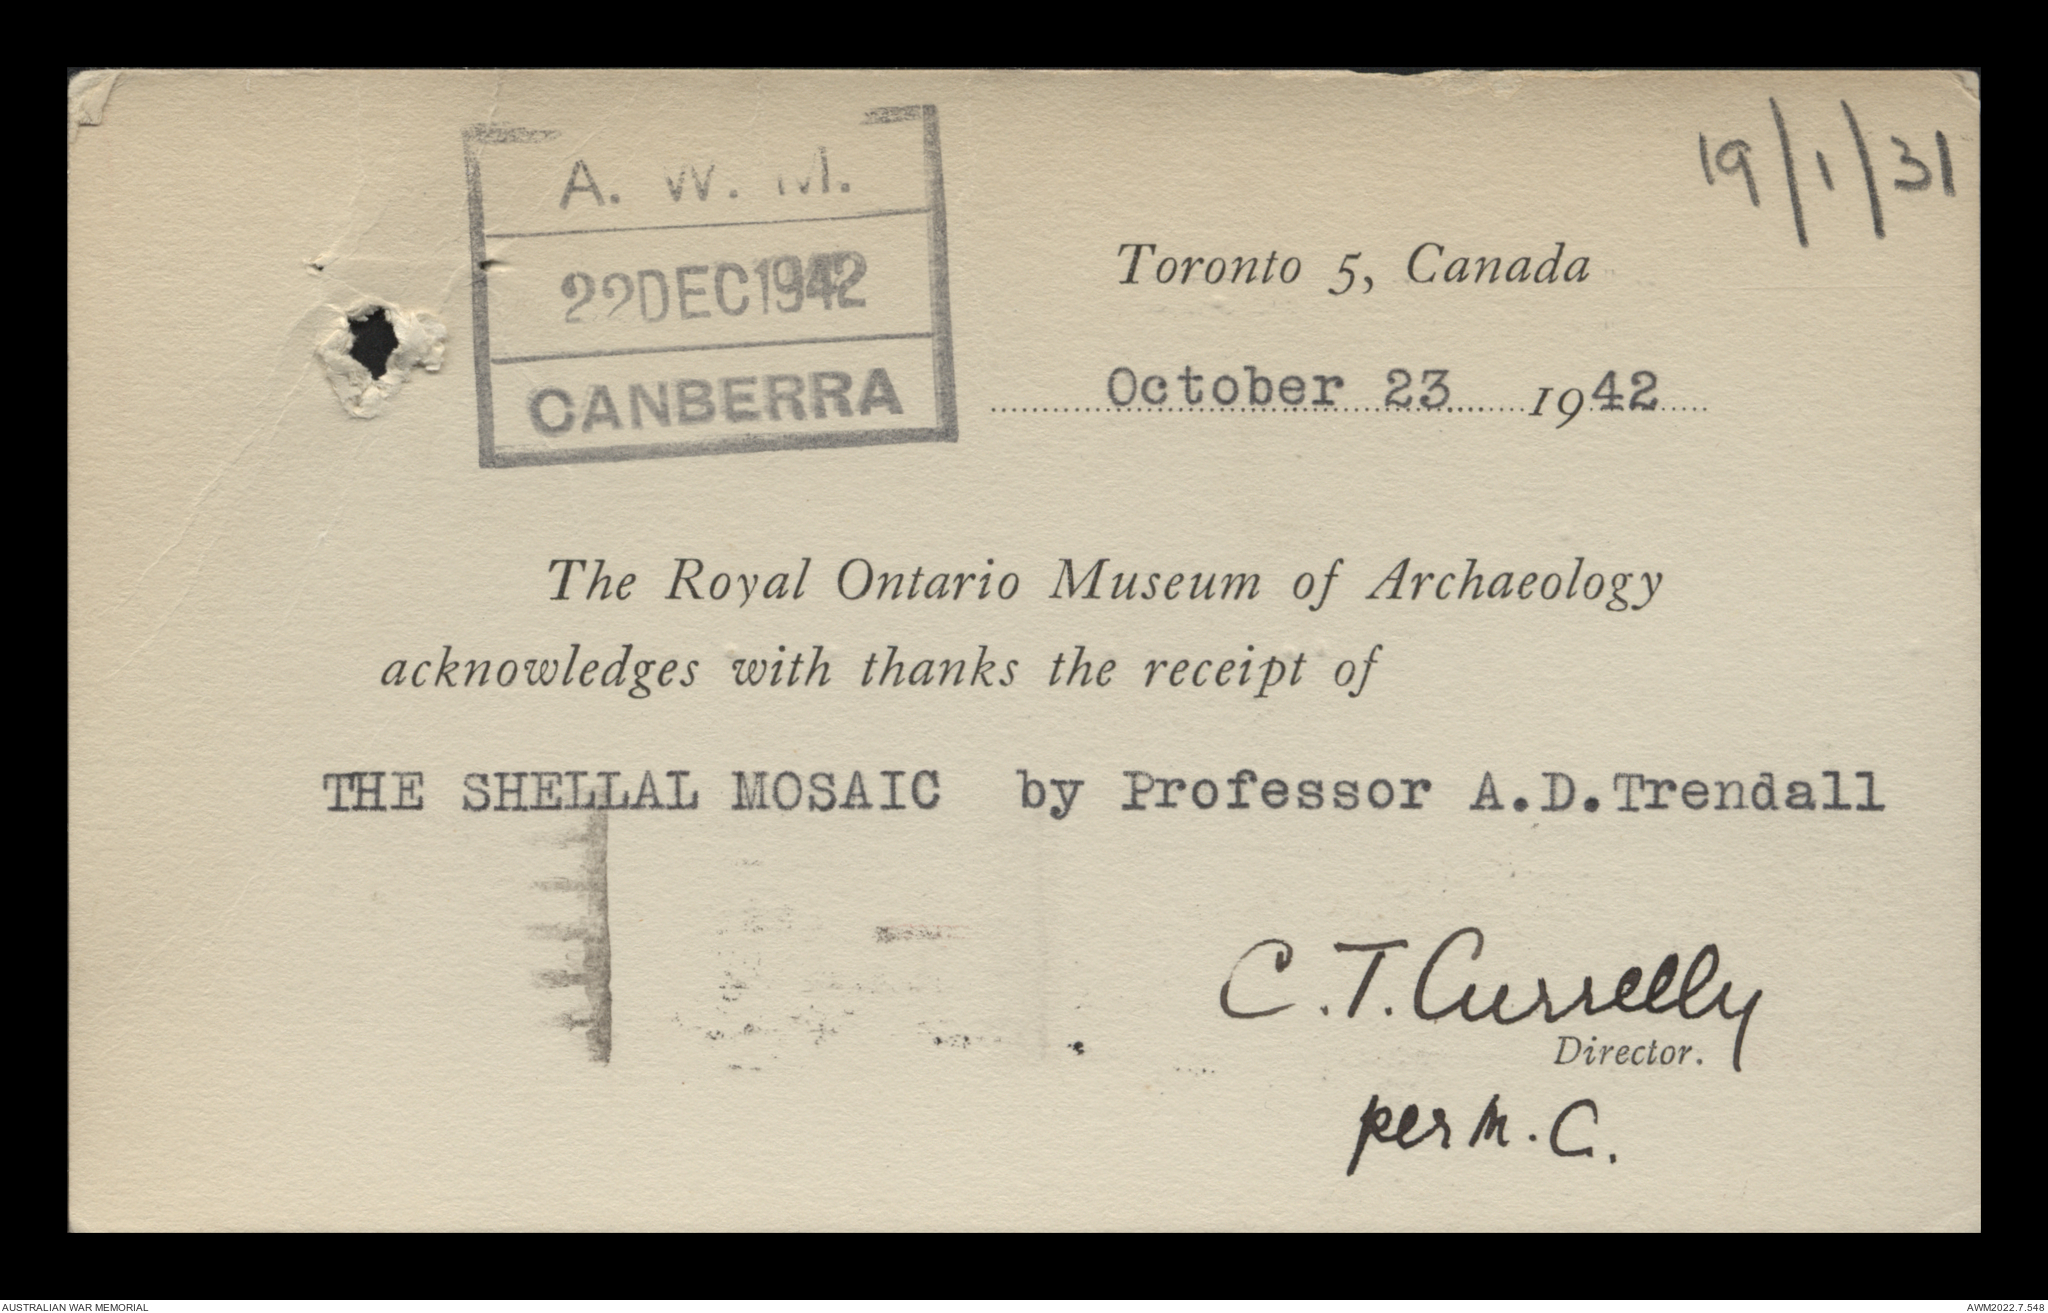 19/1/31
A. W. M.
22DEC1942
CANBERRA
Toronto 5, Canada
October 23 1942
The Royal Ontario Museum of Archaeology
acknowledges with thanks the receipt of
THE SHELLAL MOSAIC by Professor A.D.Trendall
C.T. Currelly
Director.
per M.C.
AUSTRALIAN WAR MEMORIAL
AWM2022.7.548